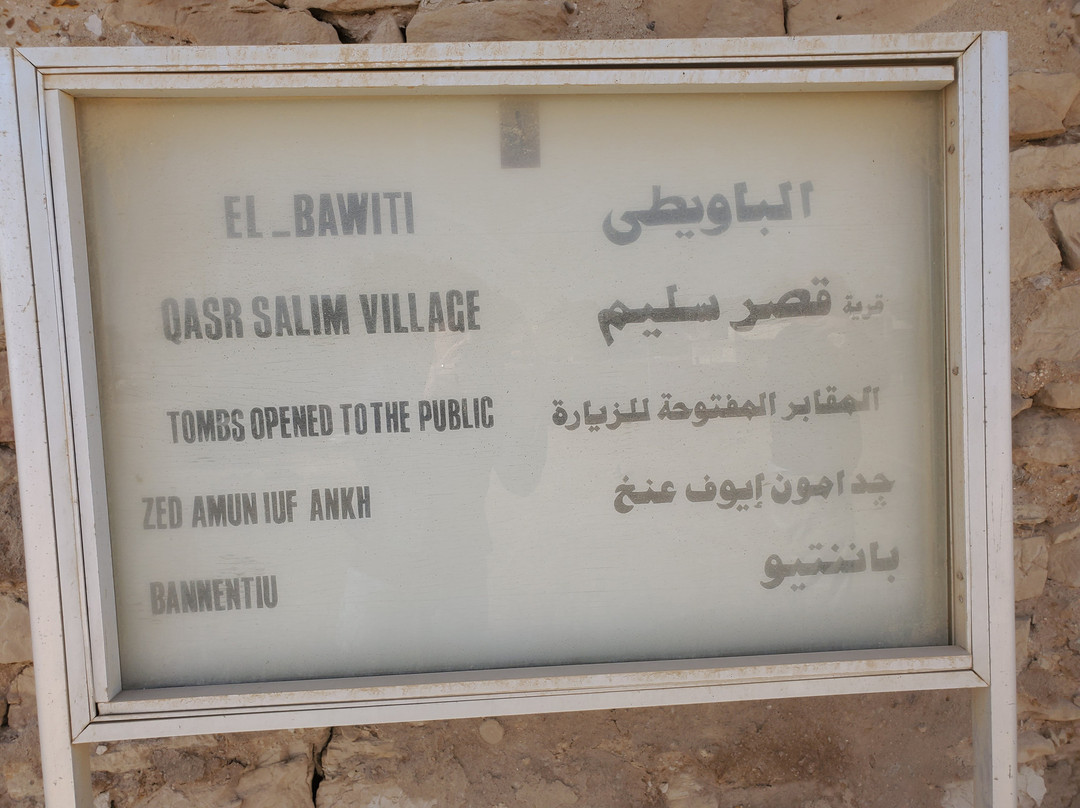 EL_BAWITI
الباويطى
QASR SALIM VILLAGE
قرية قصر سليم
TOMBS OPENED TO THE PUBLIC
المقابر المفتوحة للزيارة
ZED AMUN IUF ANKH
جد امون إيوف عنخ
BANNENTIU
باننتيو